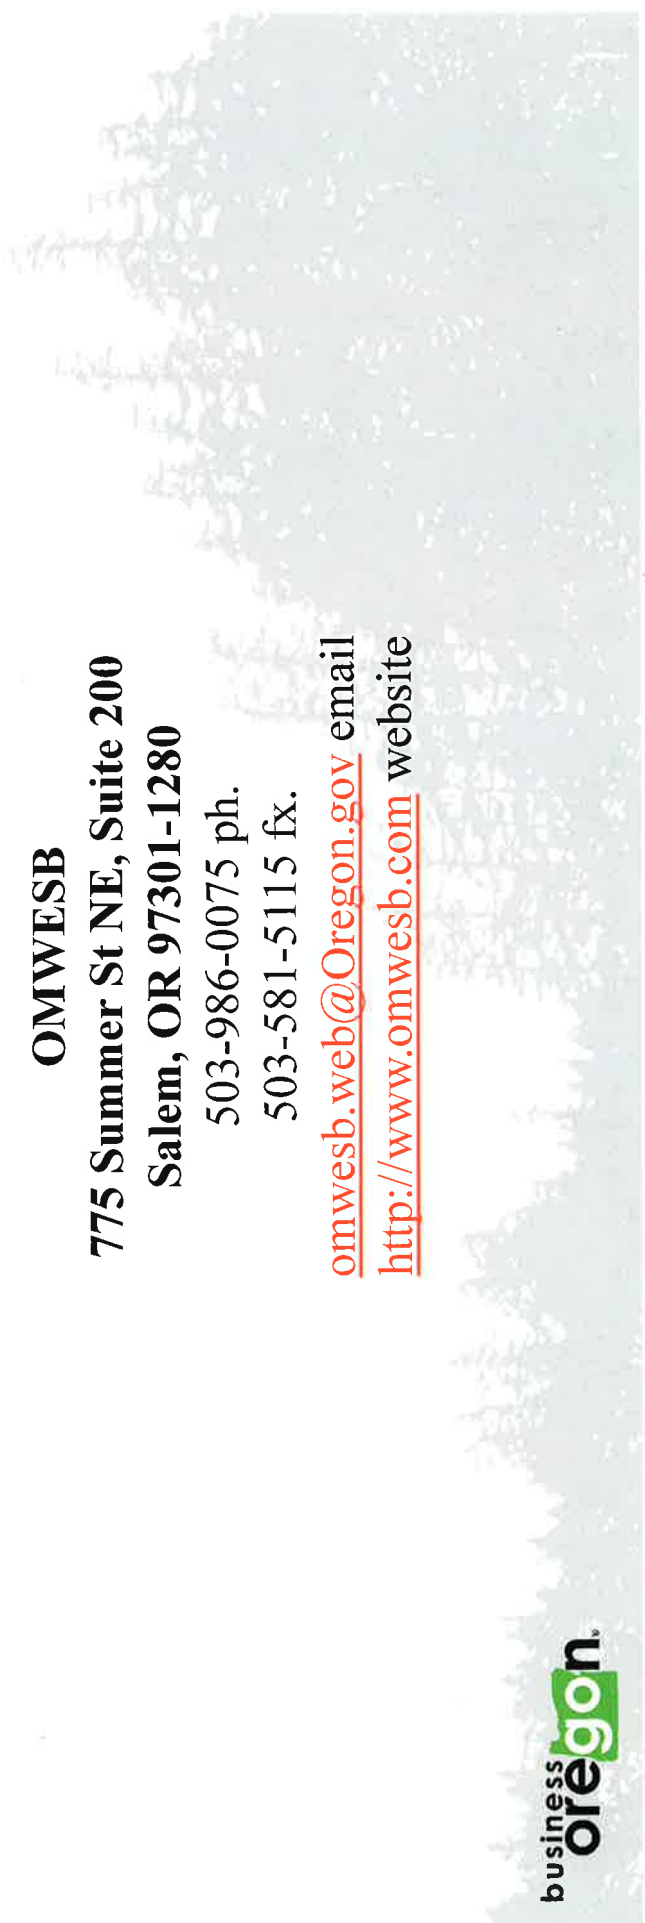 OMWESB
775 Summer St NE, Suite 200
Salem, OR 97301-1280
503-986-0075 ph.
503-581-5115 fx.
omwesb.web@Oregon.gov email
http://www.omwesb.com website
business
oregon®